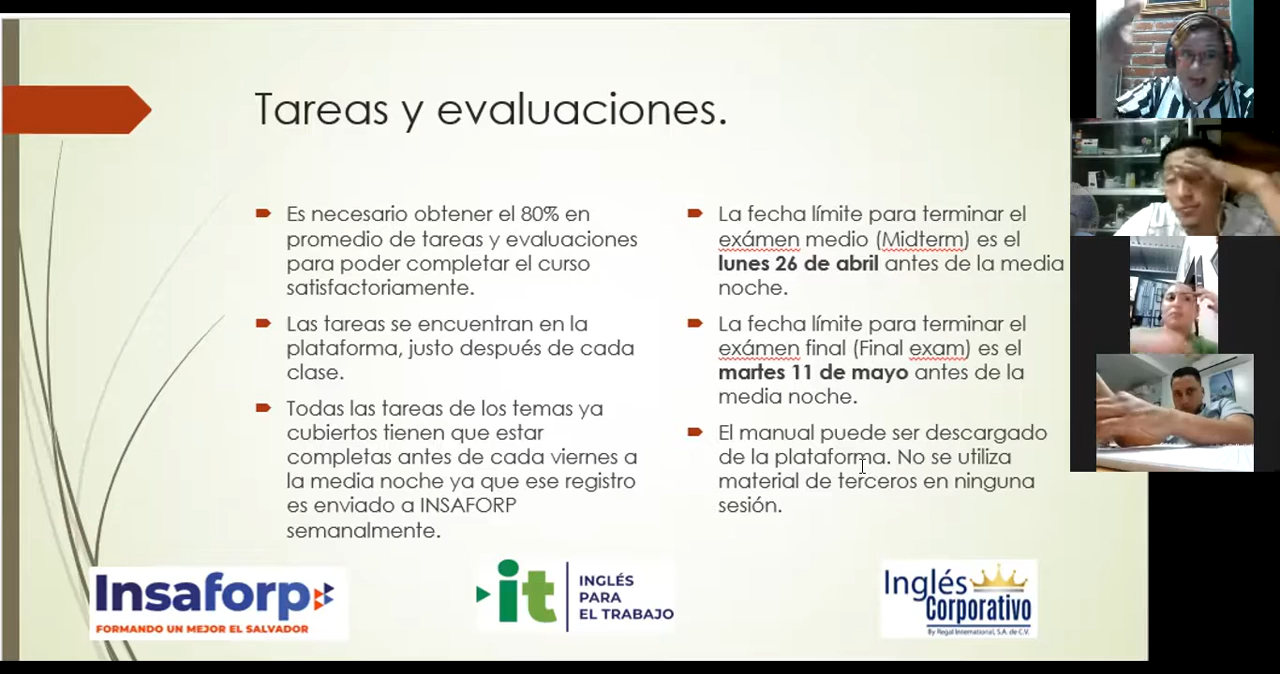 Tareas y evaluaciones.
Es necesario obtener el 80% en
promedio de tareas y evaluaciones
para poder completar el curso
satisfactoriamente.
Las tareas se encuentran en la
plataforma, justo después de cada
clase.
Todas las tareas de los temas ya
cubiertos tienen que estar
completas antes de cada viernes a
la media noche ya que ese registro
es enviado a INSAFORP
semanalmente.
La fecha límite para terminar el
exámen medio (Midterm) es el
lunes 26 de abril antes de la media
noche.
La fecha límite para terminar el
exámen final (Final exam) es el
martes 11 de mayo antes de la
media noche.
El manual puede ser descargado
de la plataforma. No se utiliza
material de terceros en ninguna
sesión.
Insaforp
FORMANDO UN MEJOR EL SALVADOR
it
INGLÉS
PARA
EL TRABAJO
Inglés
Corporativo
By Regal International, S.A. de C.V.